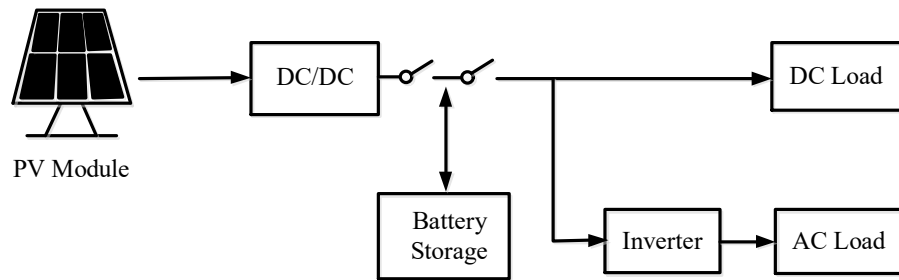 DC/DC
DC Load
PV Module
Battery
Storage
Inverter
AC Load